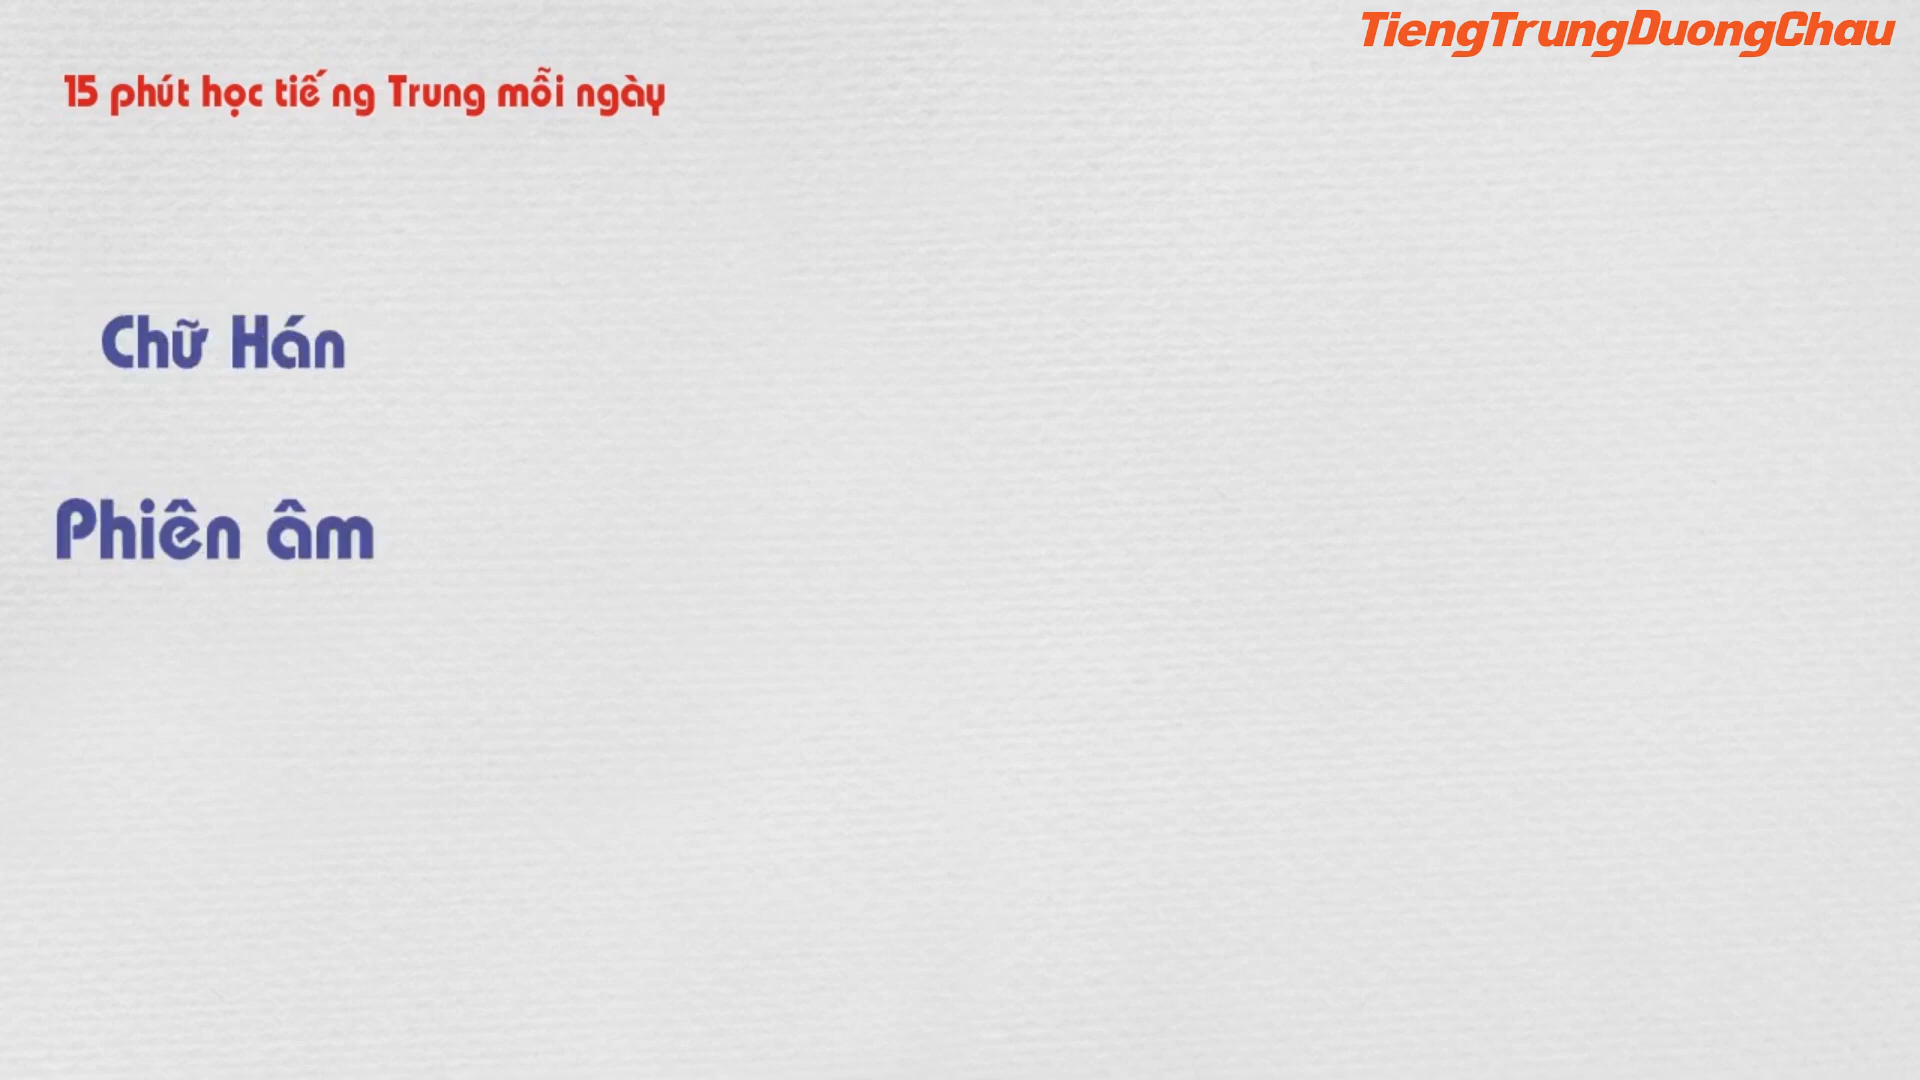 TiengTrungDuongChau
15 phút học tiếng Trung mỗi ngày
Chữ Hán
Phiên âm